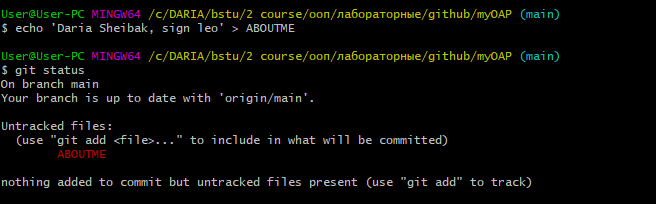 User@User-PC MINGW64 /c/DARIA/bstu/2 course/ооп/лабораторные/github/myOAP (main)
$ echo 'Daria Sheibak, sign leo' > ABOUTME
User@User-PC MINGW64 /c/DARIA/bstu/2 course/ооп/лабораторные/github/myOAP (main)
$ git status
On branch main
Your branch is up to date with 'origin/main'.
Untracked files:
(use "git add <file>..." to include in what will be committed)
ABOUTME
nothing added to commit but untracked files present (use "git add" to track)